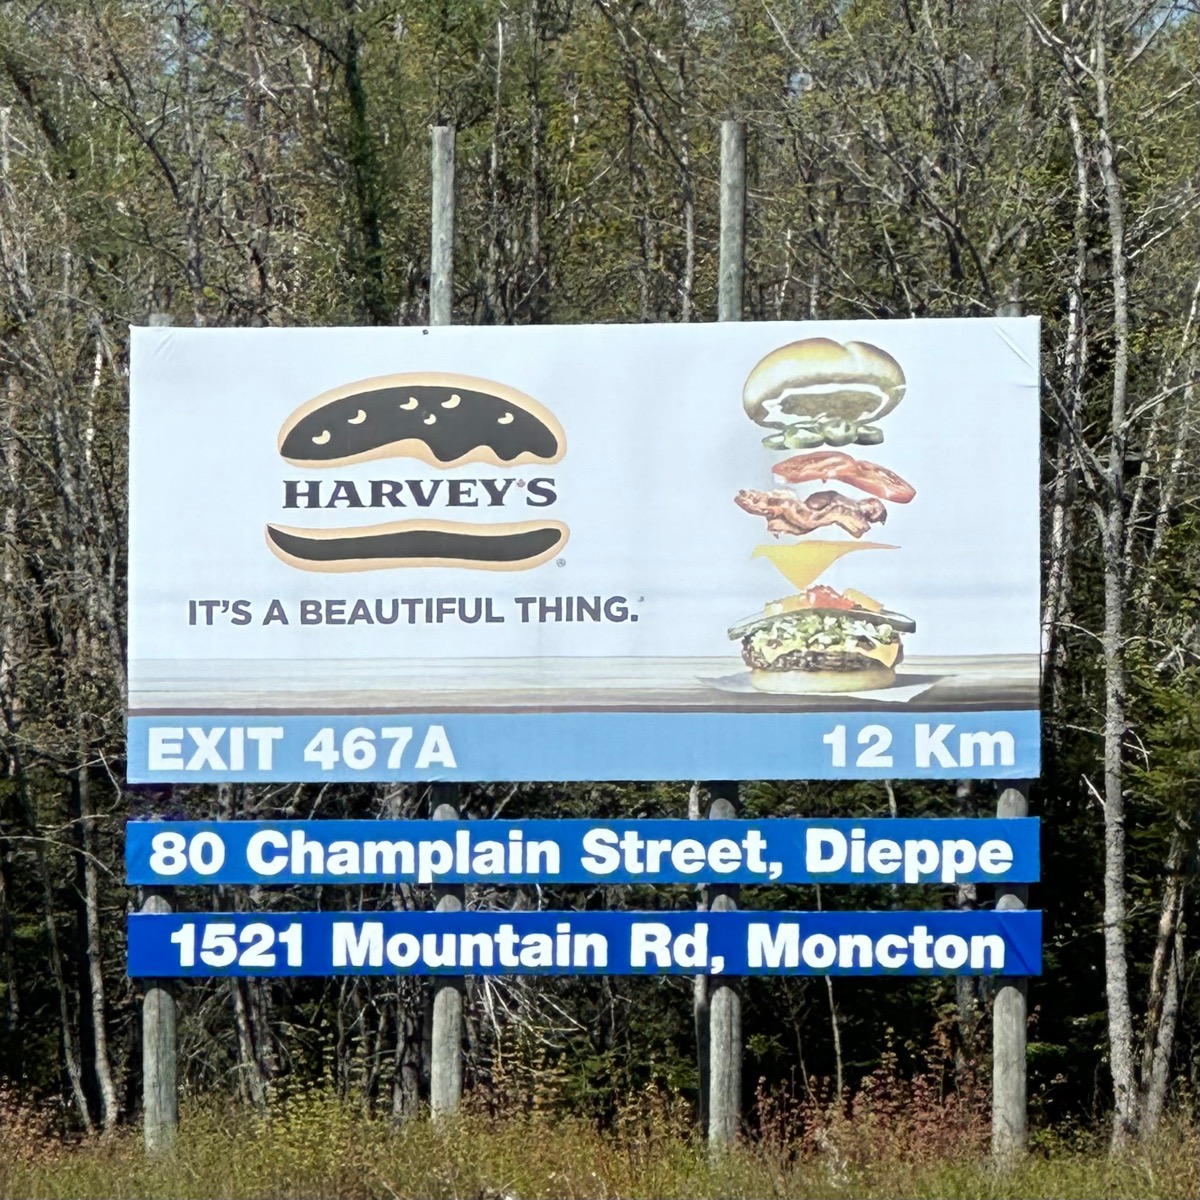 HARVEY'S
IT'S A BEAUTIFUL THING.
EXIT 467A 12 Km
80 Champlain Street, Dieppe
1521 Mountain Rd, Moncton